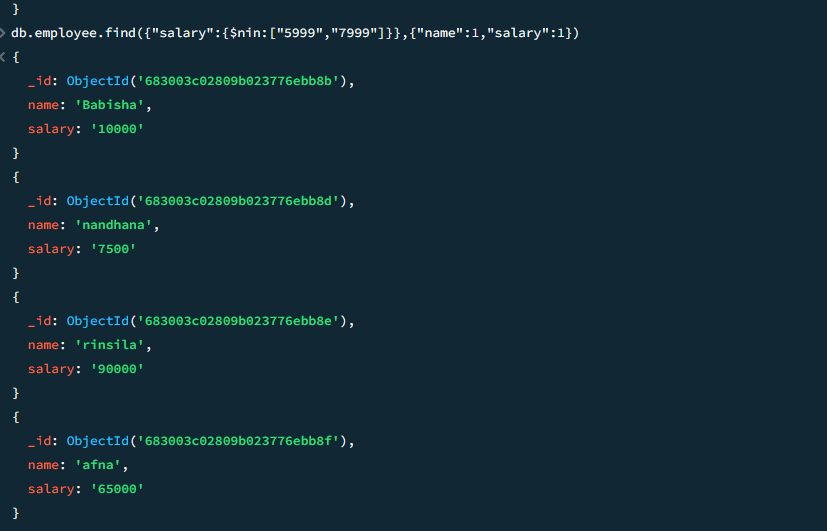 }
> db.employee.find({"salary":{$nin:["5999","7999"]}},{"name":1,"salary":1})
< {
_id: ObjectId('683003c02809b023776ebb8b'),
name: 'Babisha',
salary: '10000'
}
{
_id: ObjectId('683003c02809b023776ebb8d'),
name: 'nandhana',
salary: '7500'
}
{
_id: ObjectId('683003c02809b023776ebb8e'),
name: 'rinsila',
salary: '90000'
}
{
_id: ObjectId('683003c02809b023776ebb8f'),
name: 'afna',
salary: '65000'
}